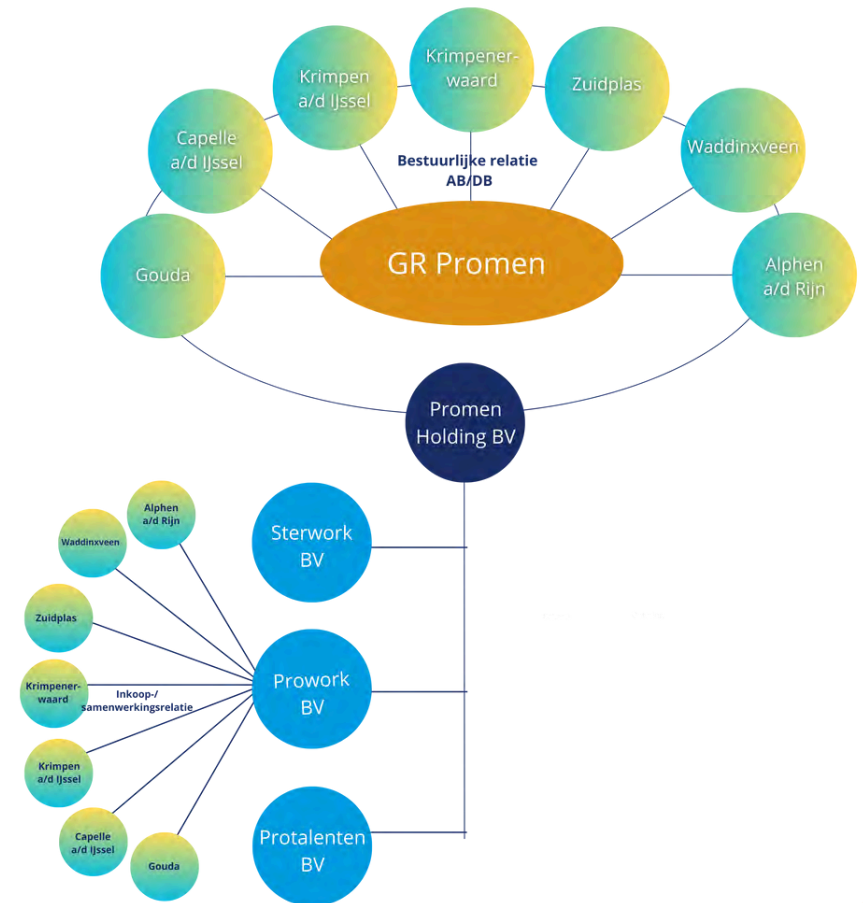 Krimpener-
waard
Krimpen
a/d IJssel
Zuidplas
Capelle
a/d IJssel
Waddinxveen
Bestuurlijke relatie
AB/DB
Gouda
GR Promen
Alphen
a/d Rijn
Promen
Holding BV
Alphen
a/d Rijn
Waddinxveen
Sterwork
BV
Zuidplas
Krimpener-
waard
Inkoop-/
samenwerkingsrelatie
Prowork
BV
Krimpen
a/d IJssel
Capelle
a/d IJssel
Gouda
Protalenten
BV